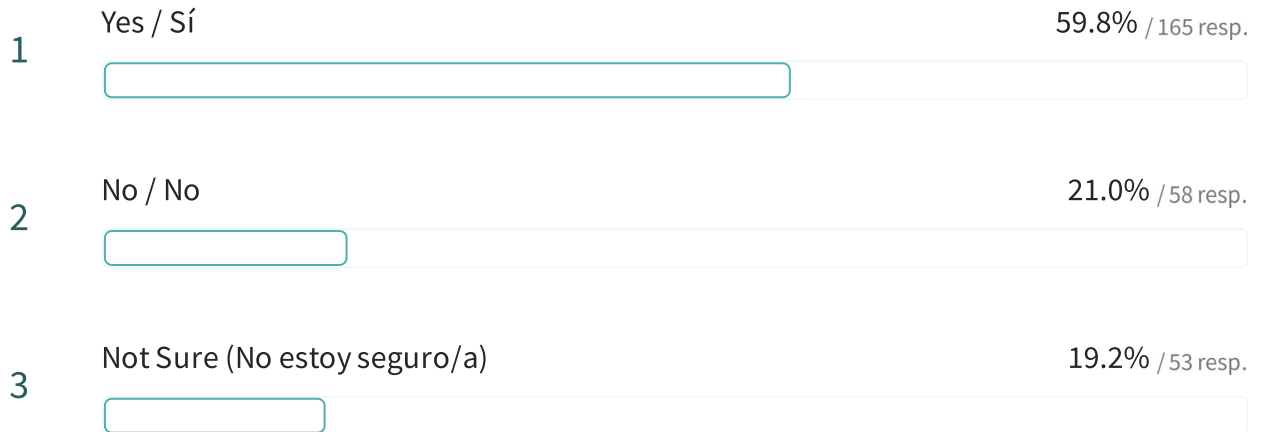 1
Yes / Sí
59.8% / 165 resp.
2
No / No
21.0% / 58 resp.
3
Not Sure (No estoy seguro/a)
19.2% / 53 resp.